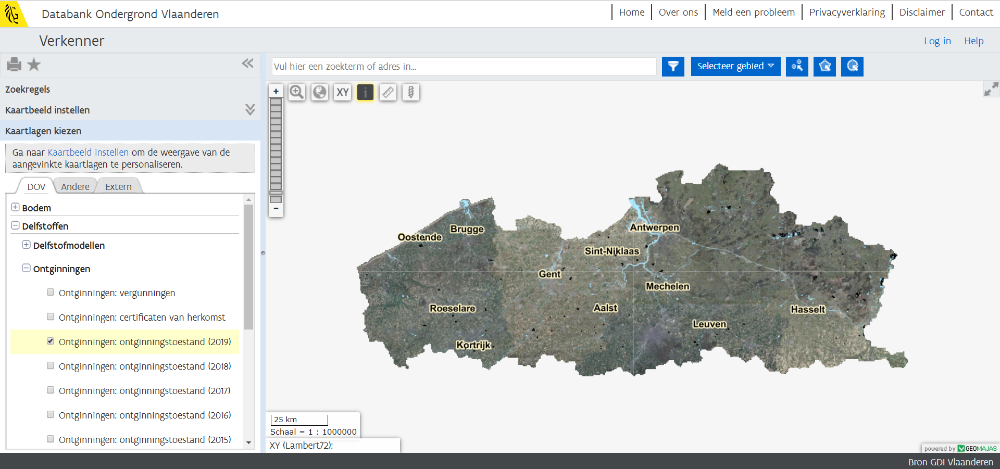 Databank Ondergrond Vlaanderen
Home
Over ons
Meld een probleem
Privacyverklaring
Disclaimer
Contact
Verkenner
Log in
Help
Zoekregels
Kaartbeeld instellen
Kaartlagen kiezen
Ga naar Kaartbeeld instellen om de weergave van de
aangevinkte kaartlagen te personaliseren.
DOV
Andere
Extern
Bodem
Delfstoffen
Delfstofmodellen
Ontginningen
Ontginningen: vergunningen
Ontginningen: certificaten van herkomst
Ontginningen: ontginningstoestand (2019)
Ontginningen: ontginningstoestand (2018)
Ontginningen: ontginningstoestand (2017)
Ontginningen: ontginningstoestand (2016)
Ontginningen: ontginningstoestand (2015)
Vul hier een zoekterm of adres in...
Selecteer gebied
+
XY
i
-
Brugge
Oostende
Antwerpen
Sint-Niklaas
Gent
Mechelen
Roeselare
Aalst
Hasselt
Leuven
Kortrijk
25 km
Schaal = 1 : 1000000
XY (Lambert72):
powered by GEOMAJAS
Bron GDI Vlaanderen